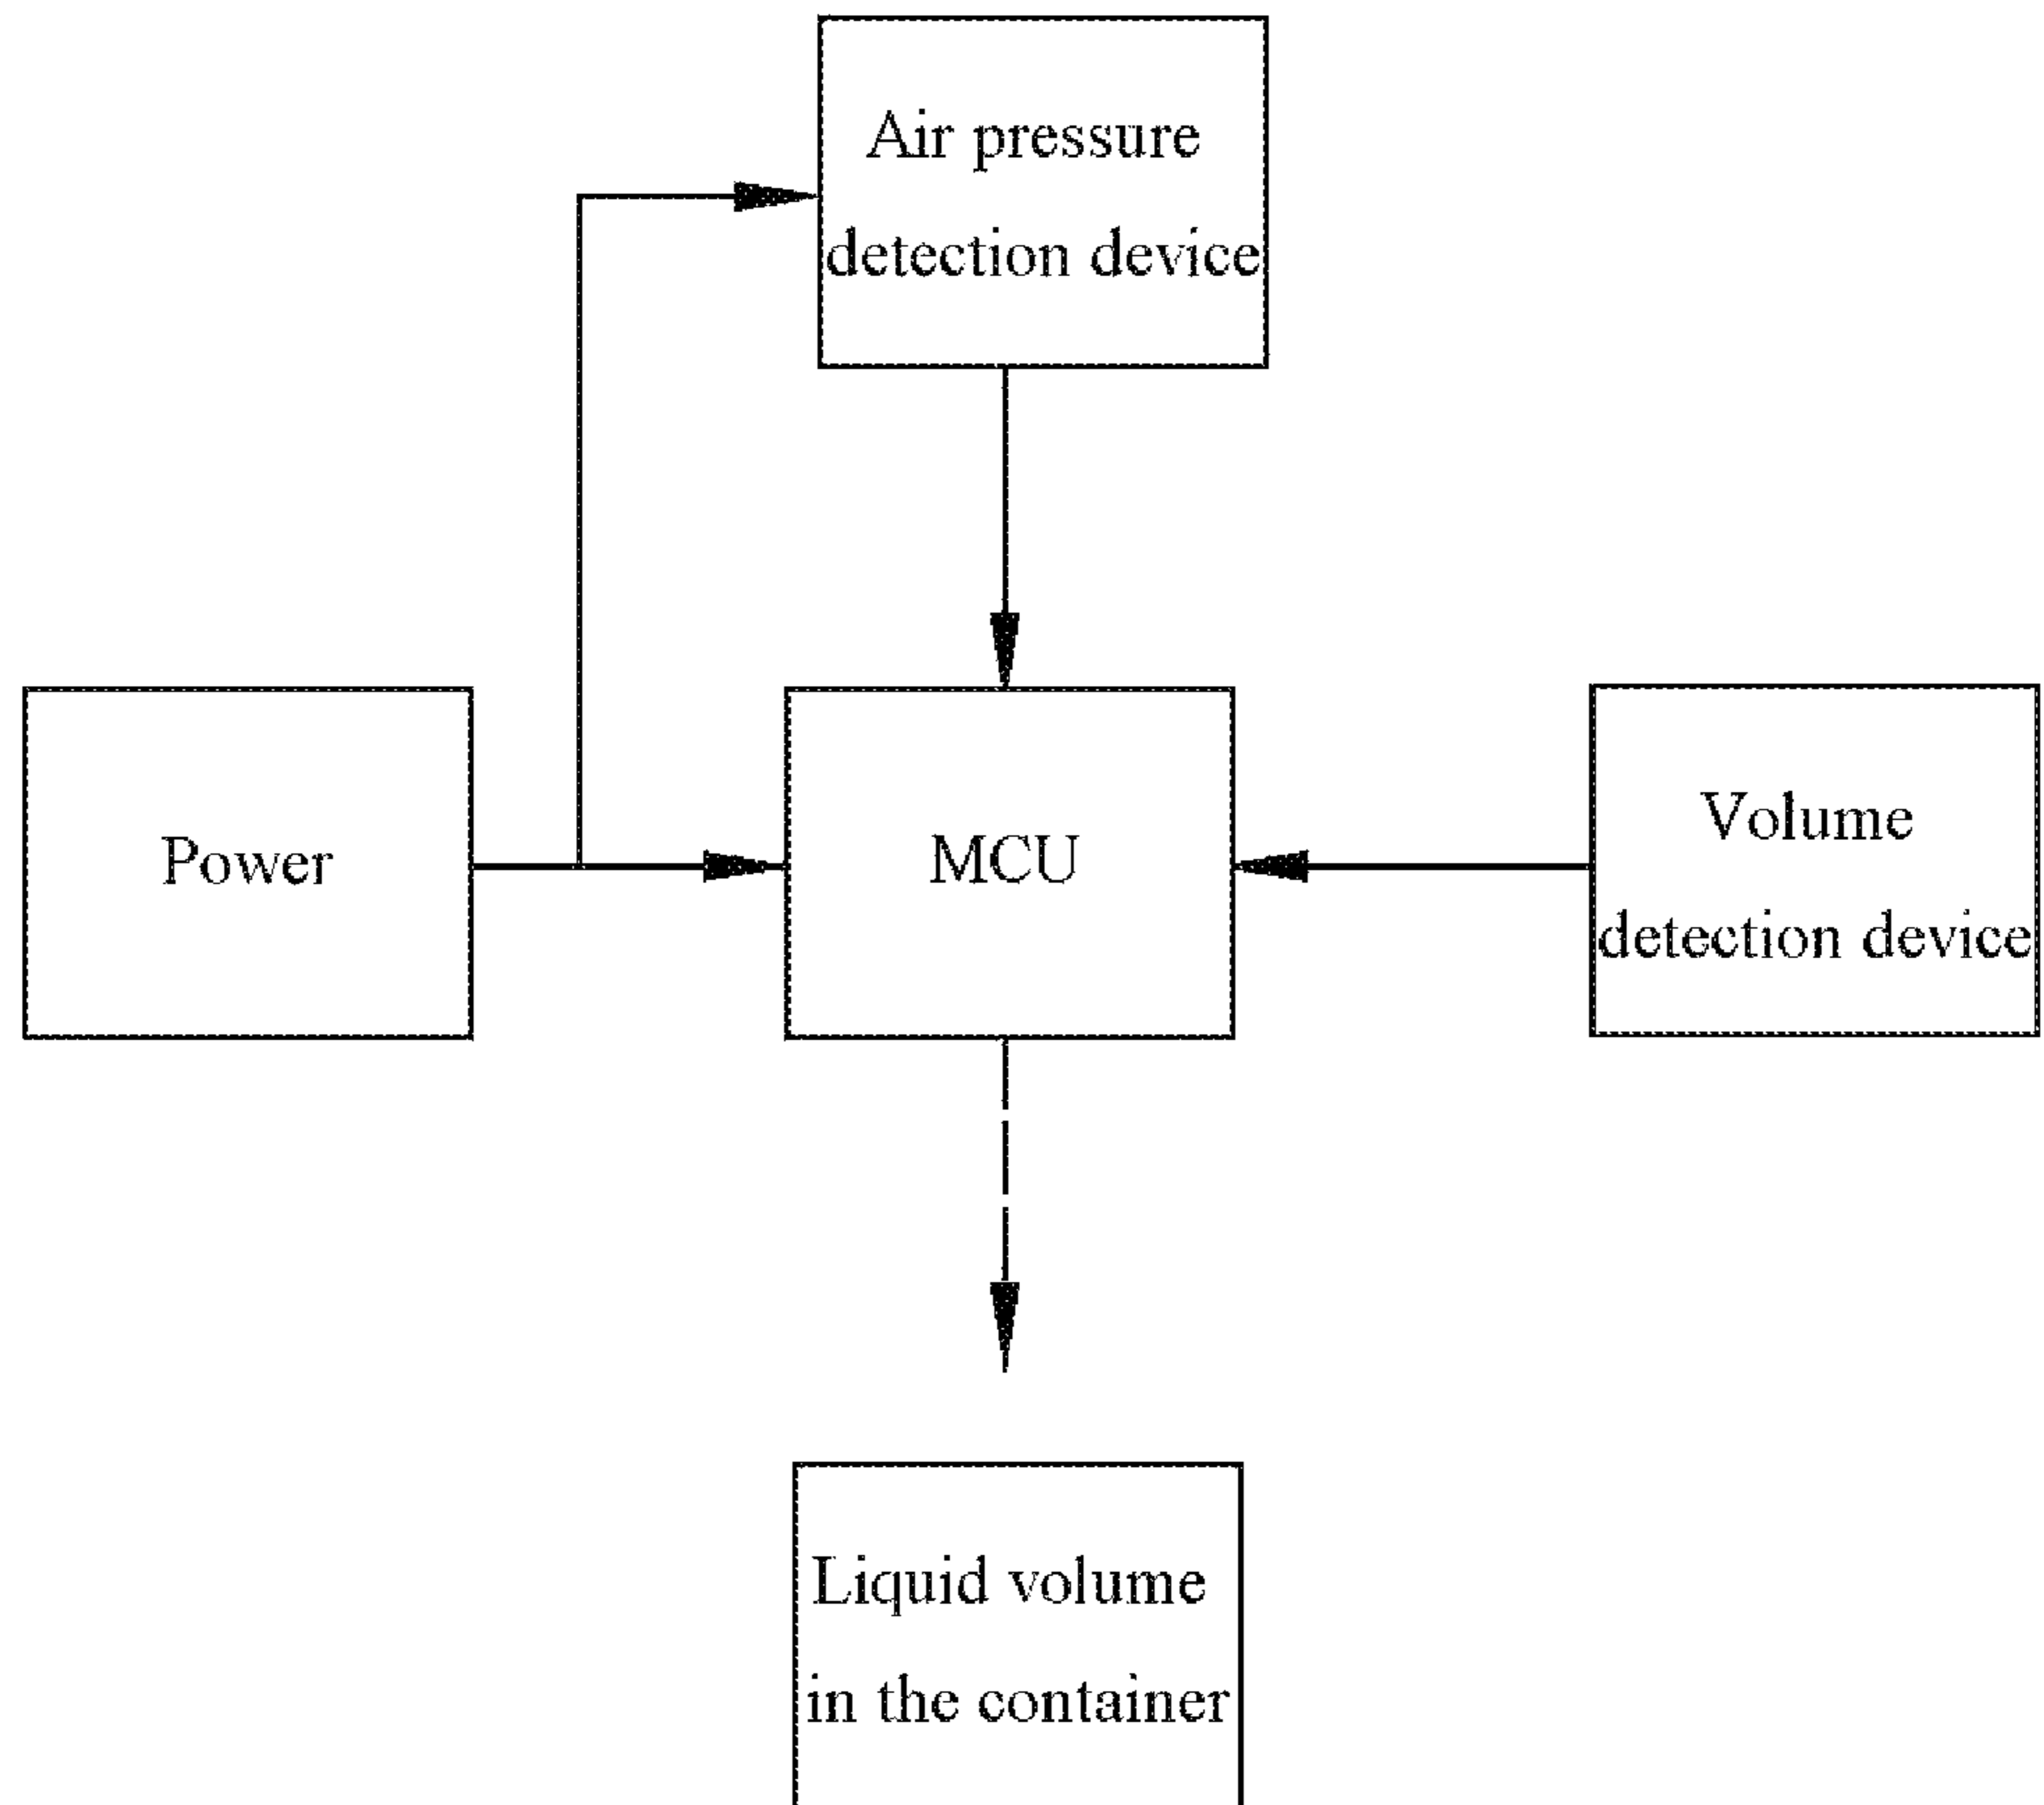 Air pressure
detection device
Power
MCU
Volume
detection device
Liquid volume
in the container